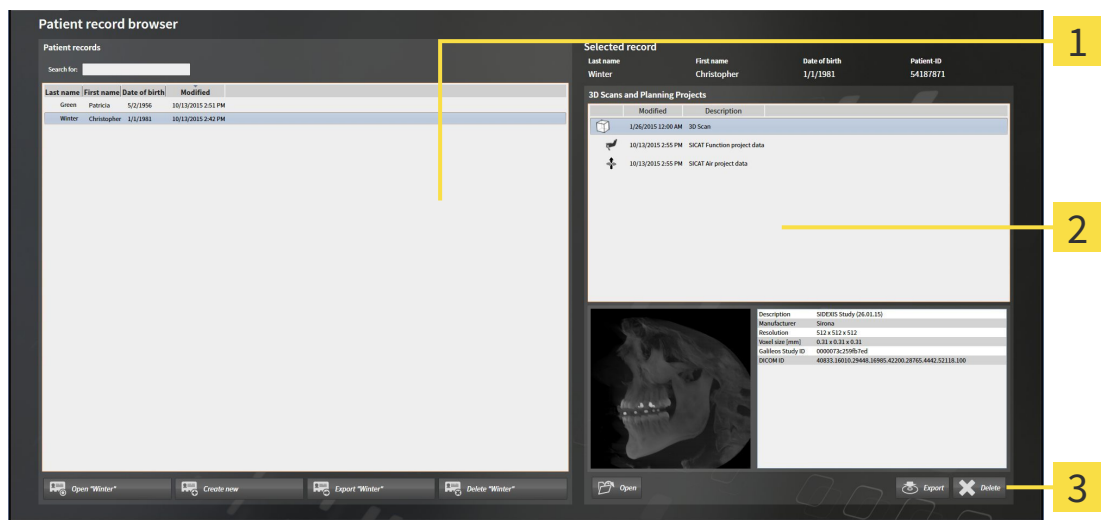 Patient record browser
Patient records
Search for:
Last name First name Date of birth Modified
Green Patricia 5/2/1956 10/13/2015 2:51 PM
Winter Christopher 1/1/1981 10/13/2015 2:42 PM
Open "Winter"
Create new
Export "Winter"
Delete "Winter"
Selected record
Last name First name Date of birth Patient-ID
Winter Christopher 1/1/1981 54187871
3D Scans and Planning Projects
Modified Description
1/26/2015 12:00 AM 3D Scan
10/13/2015 2:55 PM SICAT Function project data
10/13/2015 2:55 PM SICAT Air project data
Description SIDEXIS Study (26.01.15)
Manufacturer Sirona
Resolution 512 x 512 x 512
Voxel size [mm] 0.31 x 0.31 x 0.31
Galileos Study ID 0000073c259fb7ed
DICOM ID 40833.16010.29448.16985.42200.28765.4442.52118.100
Open
Export
Delete
1
2
3